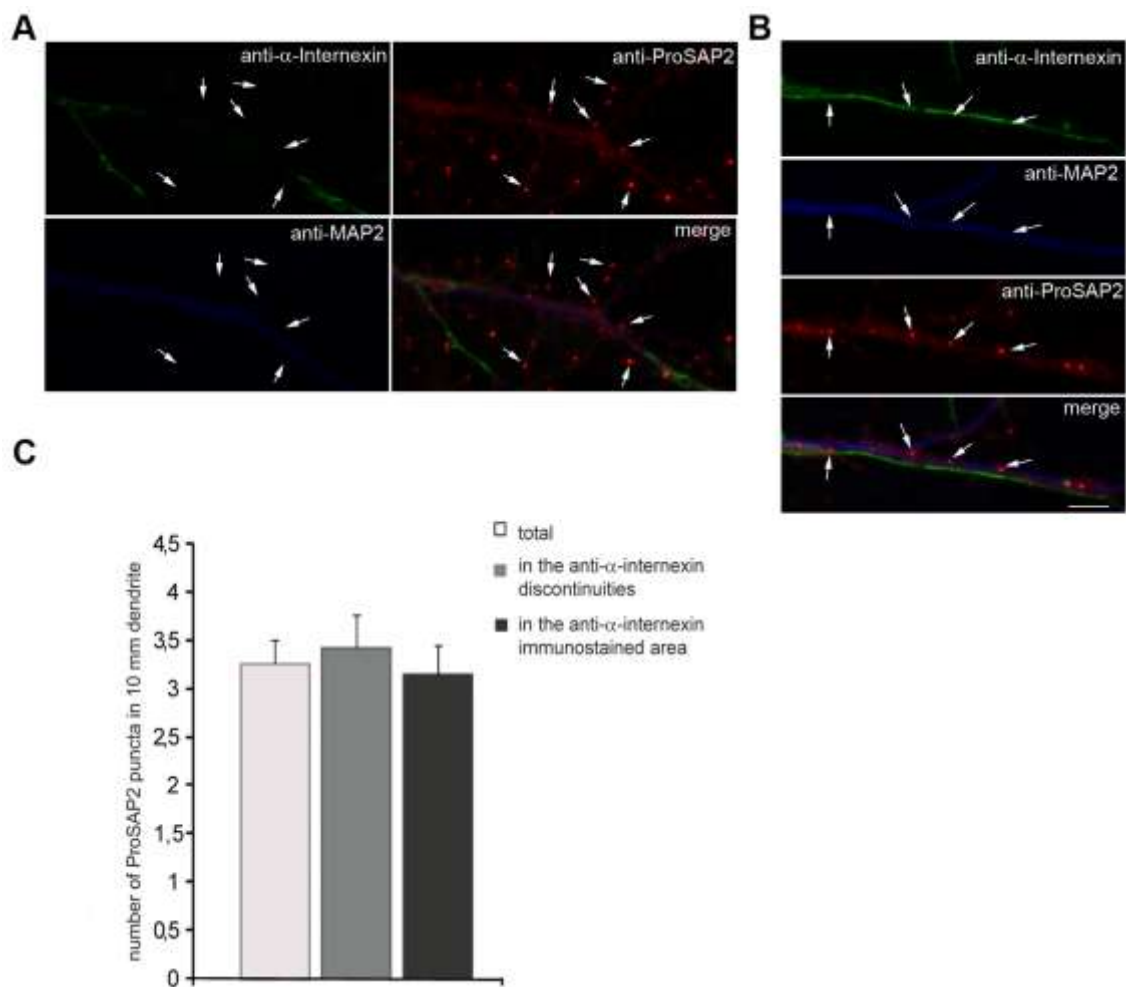 A
anti-α-Internexin
anti-ProSAP2
anti-MAP2
merge
B
anti-α-Internexin
anti-MAP2
anti-ProSAP2
merge
C
number of ProSAP2 puncta in 10 mm dendrite
4,5
4
3,5
3
2,5
2
1,5
1
0,5
0
total
in the anti-α-internexin
discontinuities
in the anti-α-internexin
immunostained area